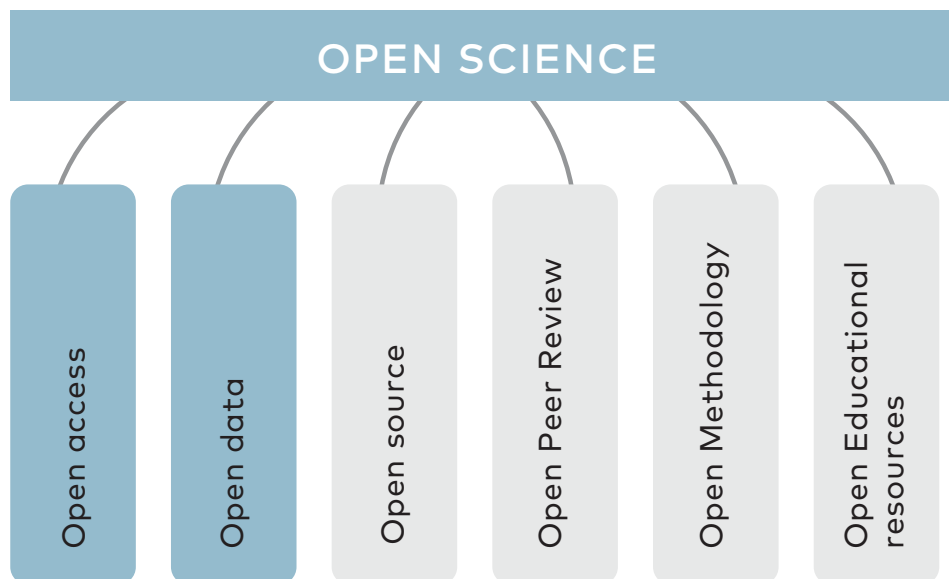 OPEN SCIENCE
Open access
Open data
Open source
Open Peer Review
Open Methodology
Open Educational
resources